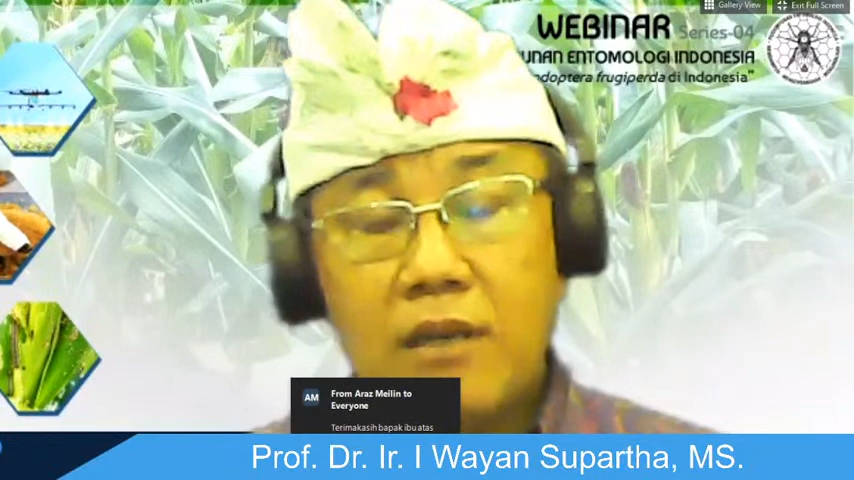 Gallery View
Exit Full Screen
WEBINAR Series-04
UNAN ENTOMOLOGI INDONESIA
odoptera frugiperda di Indonesia"
AM
From Araz Meilin to
Everyone
Terimakasih bapak ibu atas
Prof. Dr. Ir. I Wayan Supartha, MS.